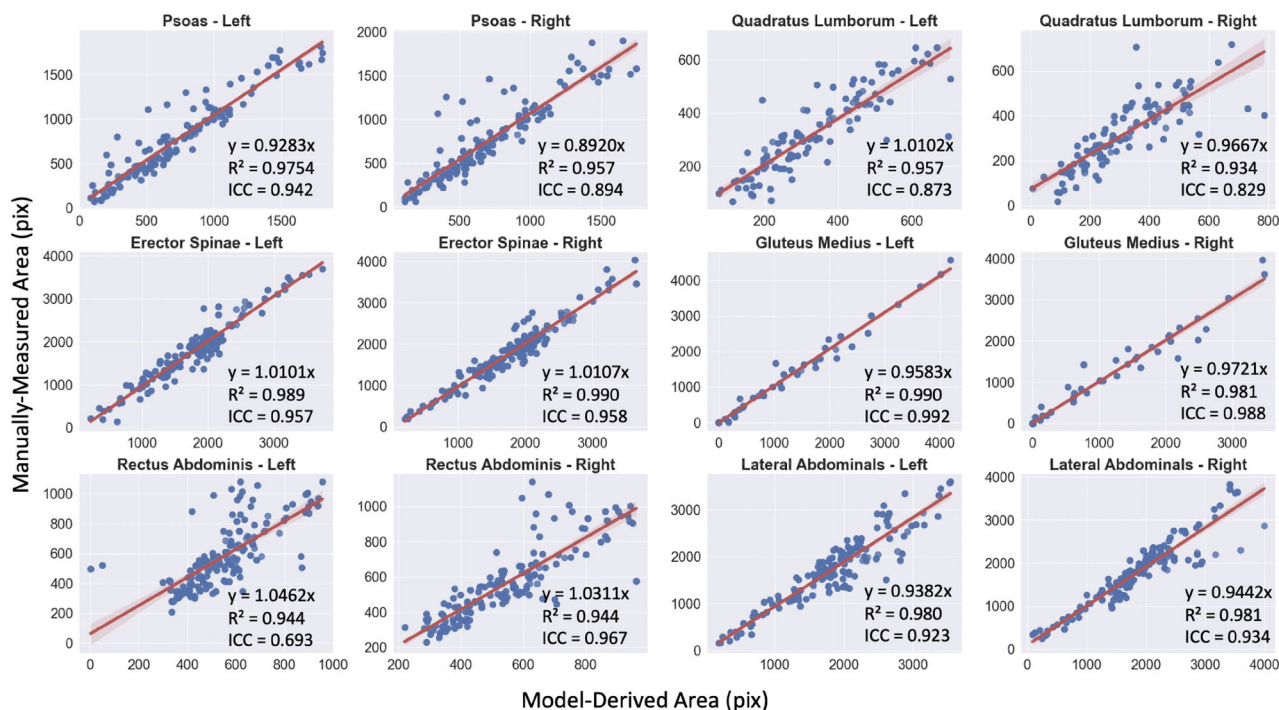 Psoas - Left
Psoas - Right
Quadratus Lumborum - Left
Quadratus Lumborum - Right
1500
1000
500
0
0
500
1000
1500
y = 0.9283x
R² = 0.9754
ICC = 0.942
2000
1500
1000
500
0
500
1000
1500
y = 0.8920x
R² = 0.957
ICC = 0.894
600
400
200
200
400
600
y = 1.0102x
R² = 0.957
ICC = 0.873
600
400
200
0
0
200
400
600
800
y = 0.9667x
R² = 0.934
ICC = 0.829
Manually-Measured Area (pix)
Erector Spinae - Left
Erector Spinae - Right
Gluteus Medius - Left
Gluteus Medius - Right
4000
3000
2000
1000
0
1000
2000
3000
y = 1.0101x
R² = 0.989
ICC = 0.957
4000
3000
2000
1000
0
1000
2000
3000
y = 1.0107x
R² = 0.990
ICC = 0.958
4000
3000
2000
1000
0
0
1000
2000
3000
4000
y = 0.9583x
R² = 0.990
ICC = 0.992
4000
3000
2000
1000
0
0
1000
2000
3000
y = 0.9721x
R² = 0.981
ICC = 0.988
Rectus Abdominis - Left
Rectus Abdominis - Right
Lateral Abdominals - Left
Lateral Abdominals - Right
1000
800
600
400
200
0
0
200
400
600
800
1000
y = 1.0462x
R² = 0.944
ICC = 0.693
1000
800
600
400
200
200
400
600
800
y = 1.0311x
R² = 0.944
ICC = 0.967
3000
2000
1000
0
1000
2000
3000
y = 0.9382x
R² = 0.980
ICC = 0.923
4000
3000
2000
1000
0
0
1000
2000
3000
4000
y = 0.9442x
R² = 0.981
ICC = 0.934
Model-Derived Area (pix)